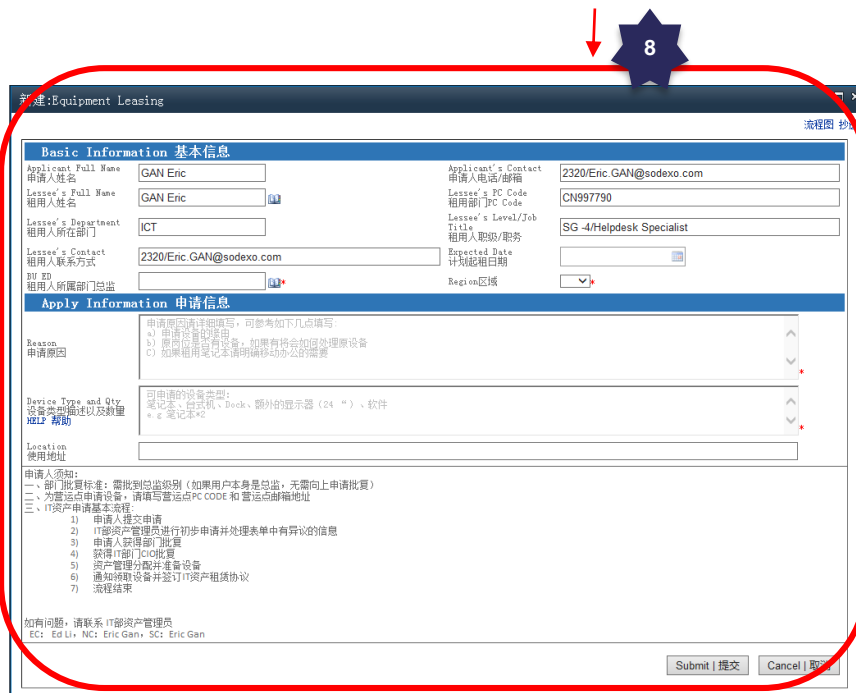 8
新建:Equipment Leasing
流程图 抄送
Basic Information 基本信息
Applicant Full Name
申请人姓名
GAN Eric
Applicant's Contact
申请人电话/邮箱
2320/Eric.GAN@sodexo.com
Lessee's Full Name
租用人姓名
GAN Eric
Lessee's PC Code
租用部门PC Code
CN997790
Lessee's Department
租用人所在部门
ICT
Lessee's Level/Job
Title
租用人职级/职务
SG -4/Helpdesk Specialist
Lessee's Contact
租用人联系方式
2320/Eric.GAN@sodexo.com
Expected Date
计划起租日期
BU ED
租用人所属部门总监
*
Region区域
*
Apply Information 申请信息
Reason
申请原因
申请原因请详细填写，可参考如下几点填写:
a) 申请设备的缘由
b) 原岗位是否有设备，如果有将会如何处理原设备
C) 如果租用笔记本请明确移动办公的需要
*
Device Type and Qty
设备类型描述以及数量
HELP 帮助
可申请的设备类型:
笔记本、台式机、Dock、额外的显示器（24 "）、软件
e.g 笔记本*2
*
Location
使用地址
申请人须知:
一、部门批复标准：需批到总监级别（如果用户本身是总监，无需向上申请批复）
二、为营运点申请设备，请填写营运点PC CODE 和 营运点邮箱地址
三、IT资产申请基本流程:
1) 申请人提交申请
2) IT部资产管理员进行初步申请并处理表单中有异议的信息
3) 申请人获得部门批复
4) 获得IT部门CIO批复
5) 资产管理分配并准备设备
6) 通知领取设备并签订IT资产租赁协议
7) 流程结束
如有问题，请联系 IT部资产管理员
EC: Ed Li, NC: Eric Gan, SC: Eric Gan
Submit | 提交
Cancel | 取消